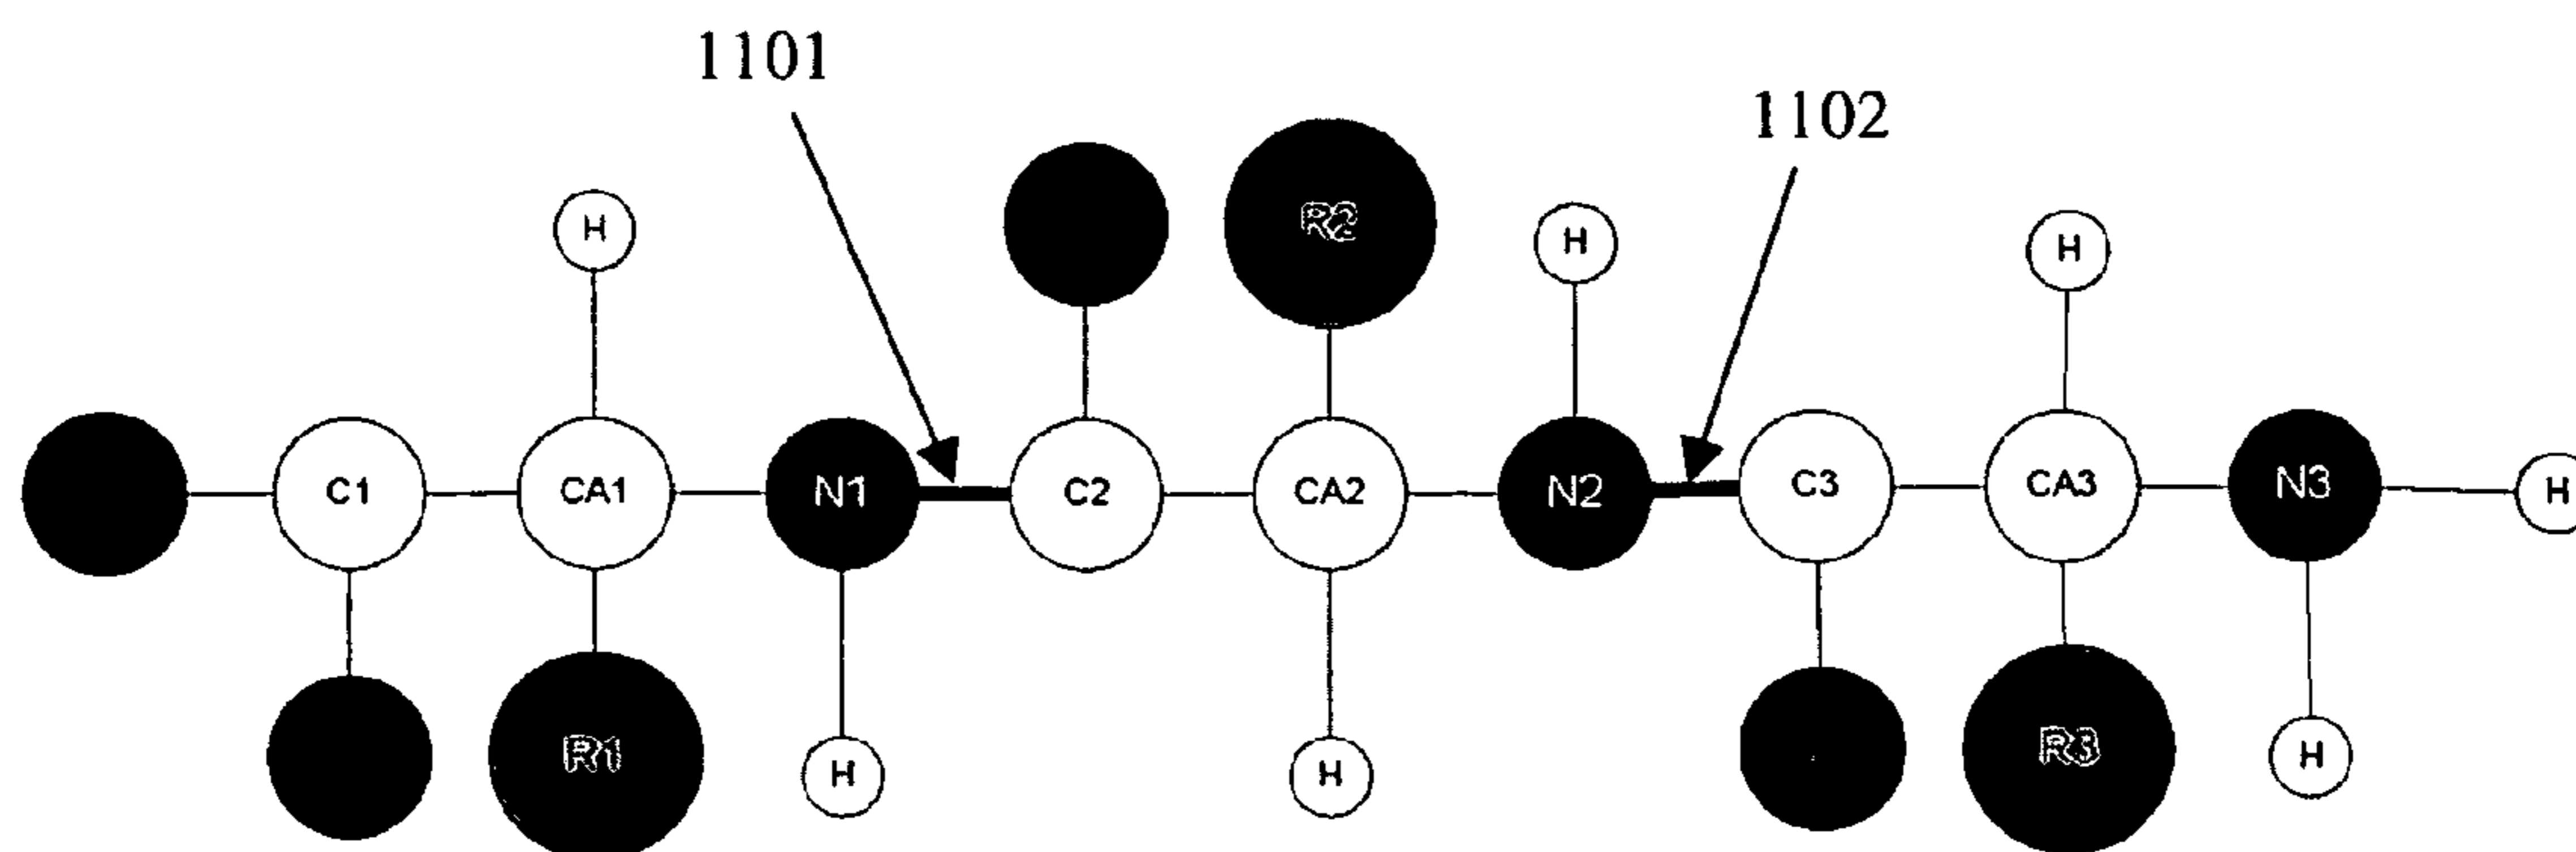 1101
1102
H
R2
H
H
C1 CA1 N1 C2 CA2 N2 C3 CA3 N3 H
R1
H
H
R3
H